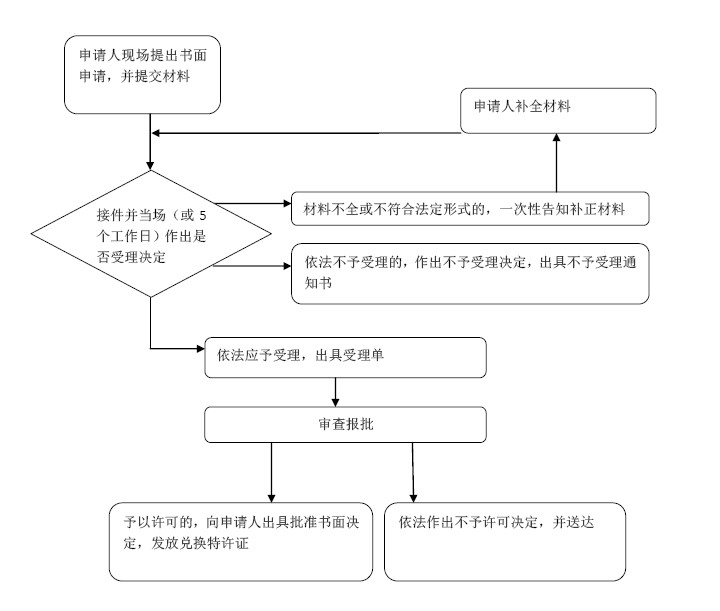 申请人现场提出书面
申请，并提交材料
申请人补全材料
接件并当场（或 5
个工作日）作出是
否受理决定
材料不全或不符合法定形式的，一次性告知补正材料
依法不予受理的，作出不予受理决定，出具不予受理通
知书
依法应予受理，出具受理单
审查报批
予以许可的，向申请人出具批准书面决
定，发放兑换特许证
依法作出不予许可决定，并送达